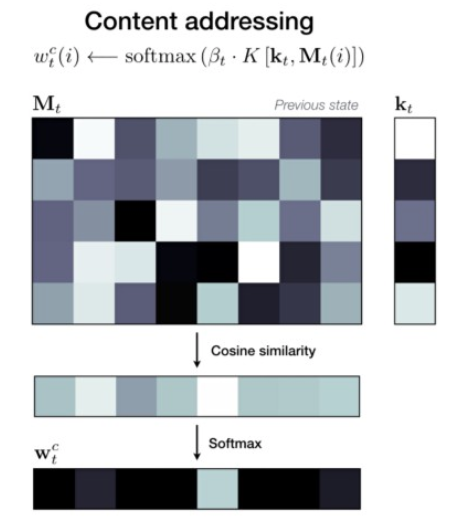 Content addressing
w_t^c(i) ⟵ softmax (β_t · K [k_t, M_t(i)])
M_t Previous state k_t
Cosine similarity
Softmax
w_t^c